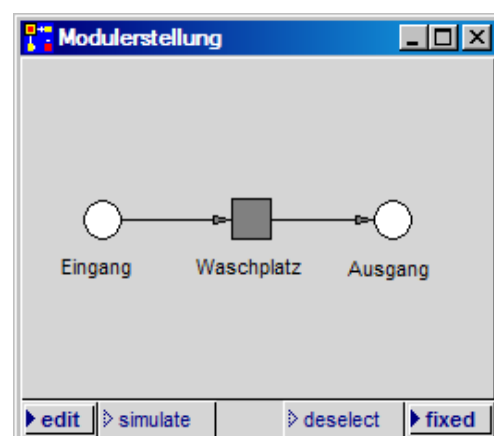 Modulerstellung
Eingang Waschplatz Ausgang
edit simulate deselect fixed